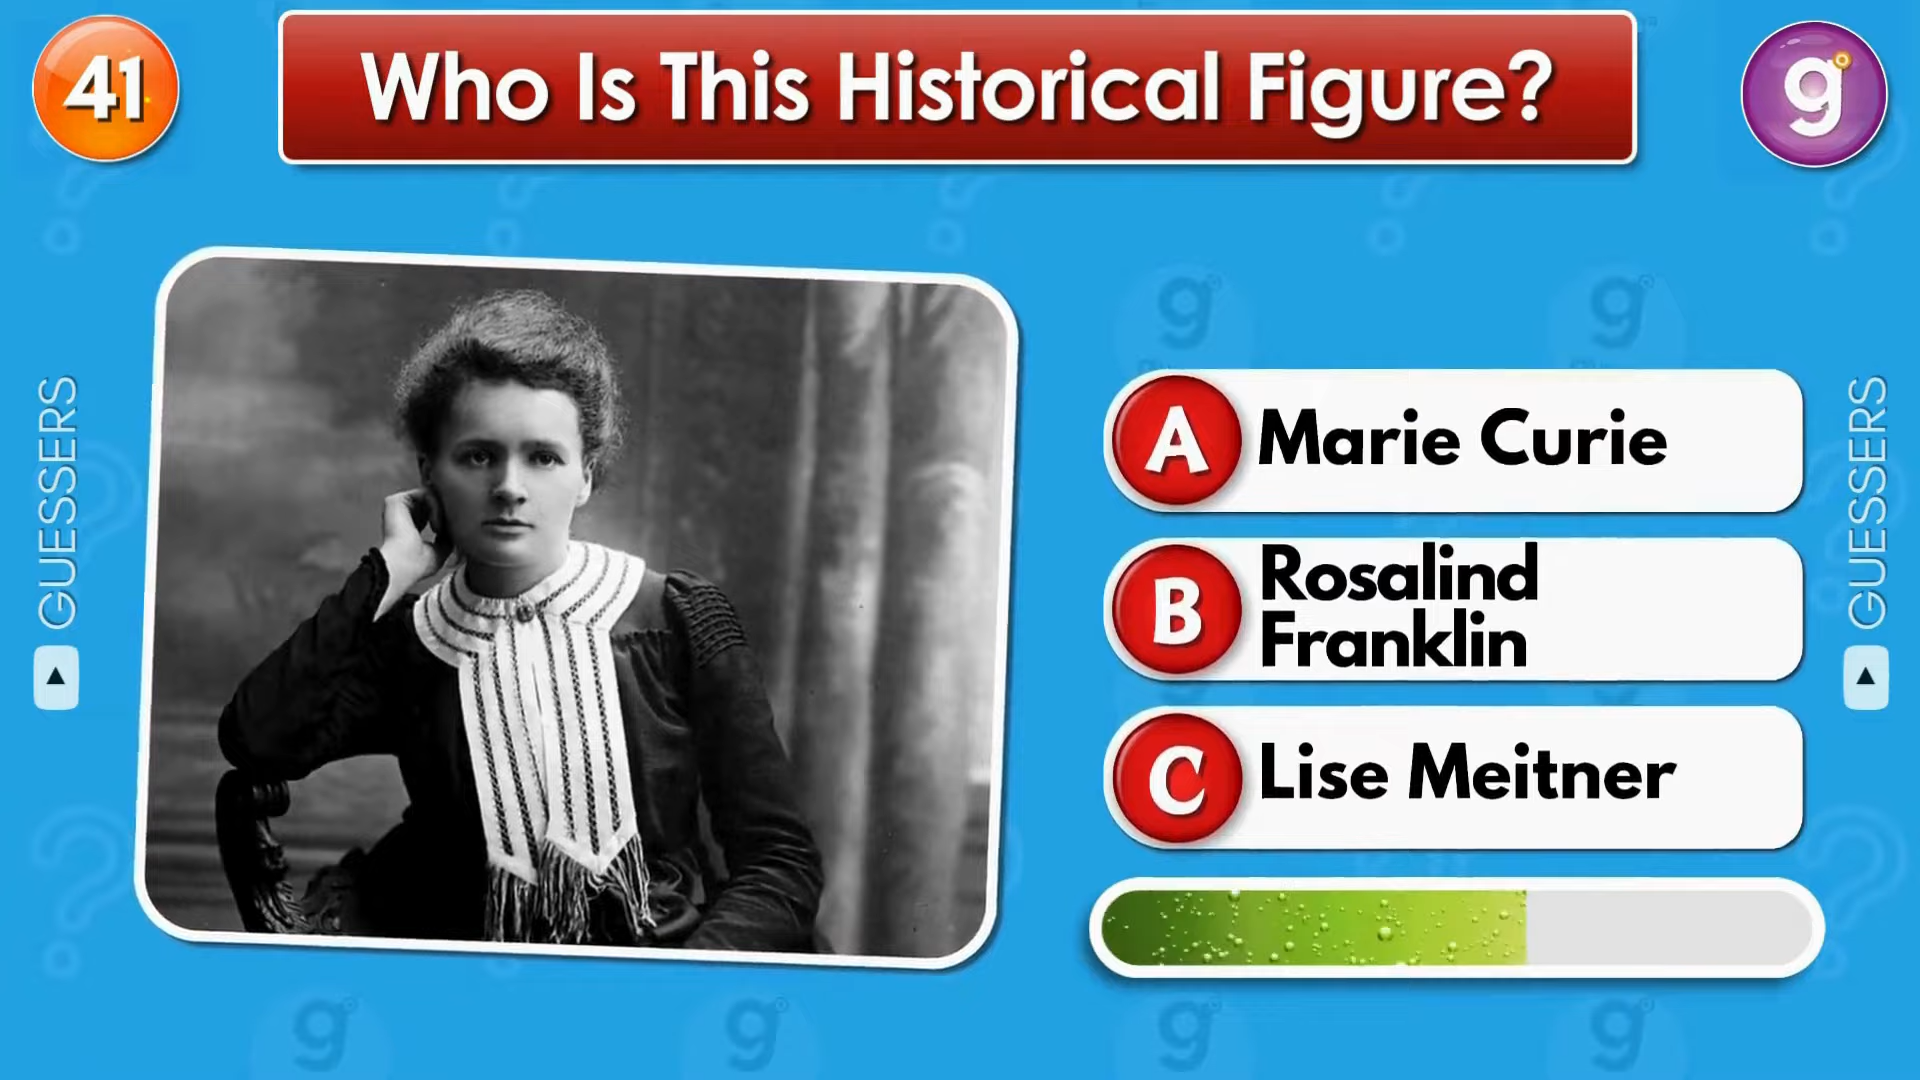 41
Who Is This Historical Figure?
g
GUESSERS
A Marie Curie
B Rosalind
Franklin
C Lise Meitner
GUESSERS
g
g
g
g
g
g